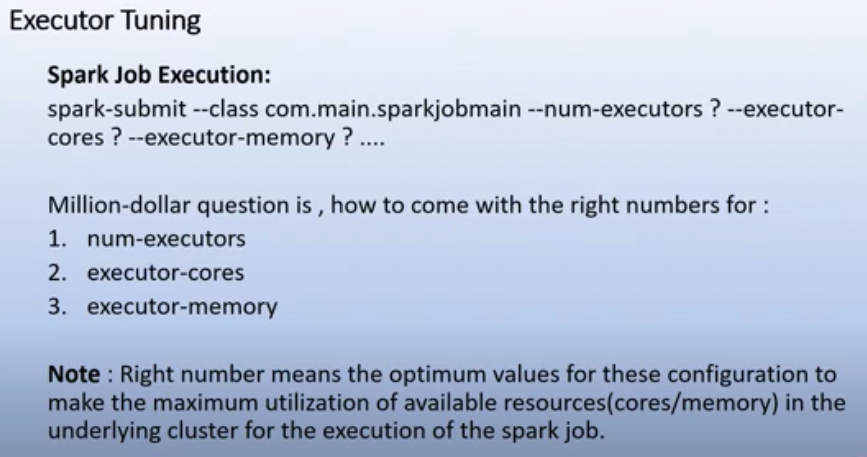 Executor Tuning
Spark Job Execution:
spark-submit --class com.main.sparkjobmain --num-executors ? --executor-
cores ? --executor-memory ? ....
Million-dollar question is , how to come with the right numbers for :
1. num-executors
2. executor-cores
3. executor-memory
Note : Right number means the optimum values for these configuration to
make the maximum utilization of available resources(cores/memory) in the
underlying cluster for the execution of the spark job.